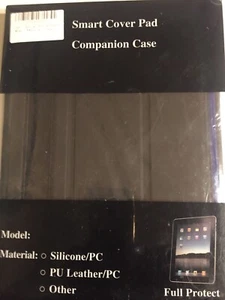 Smart Cover Pad
Companion Case
Model:
Material: ○ Silicone/PC
○ PU Leather/PC
○ Other
Full Protect